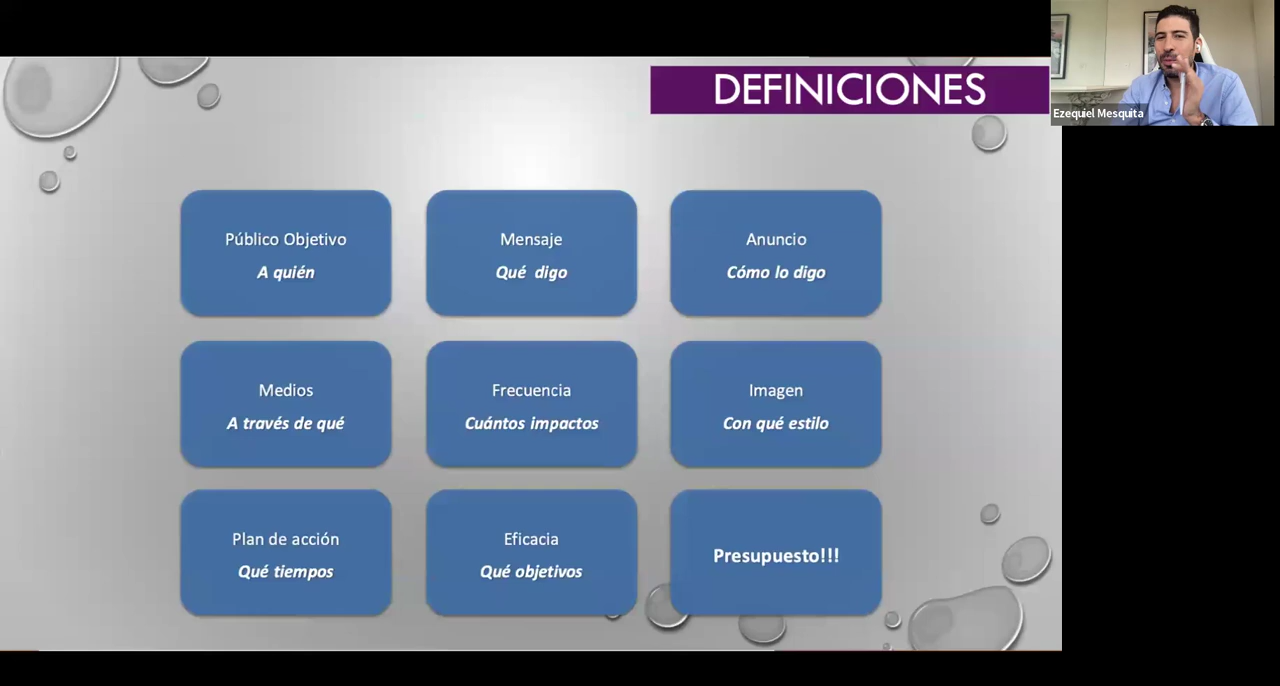 DEFINICIONES
Ezequiel Mesquita
Público Objetivo
A quién
Mensaje
Qué digo
Anuncio
Cómo lo digo
Medios
A través de qué
Frecuencia
Cuántos impactos
Imagen
Con qué estilo
Plan de acción
Qué tiempos
Eficacia
Qué objetivos
Presupuesto!!!